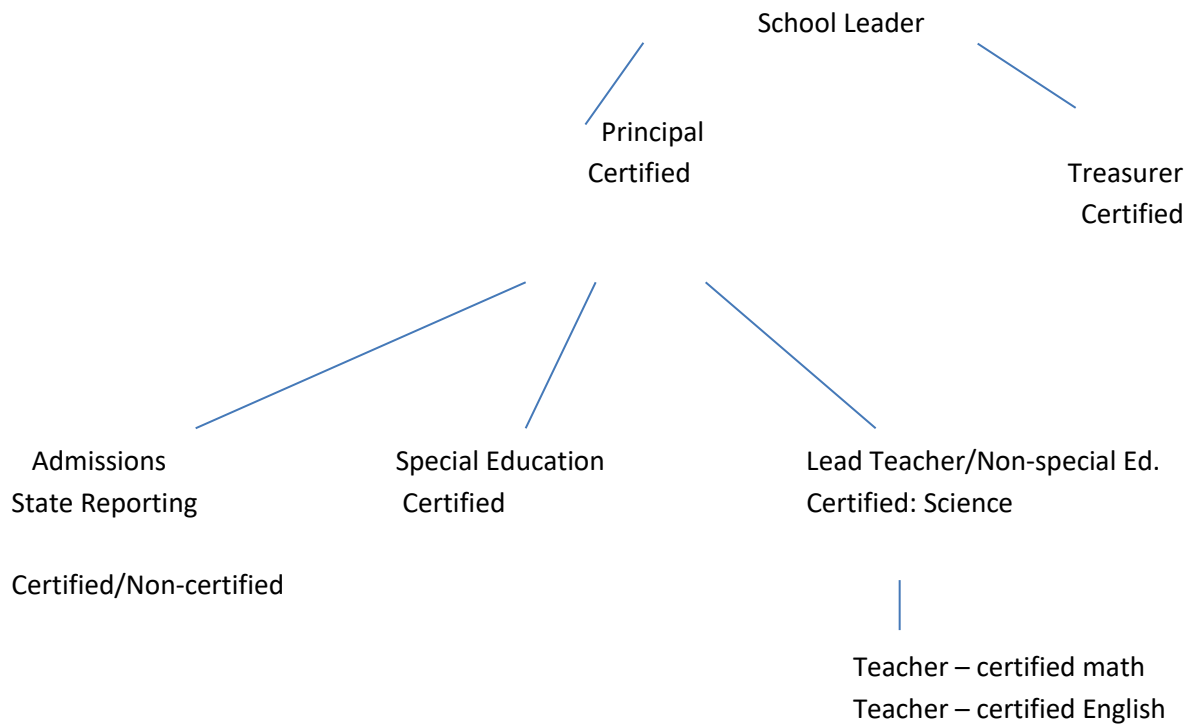 School Leader
Principal
Certified
Treasurer
Certified
Admissions
State Reporting
Certified/Non-certified
Special Education
Certified
Lead Teacher/Non-special Ed.
Certified: Science
Teacher – certified math
Teacher – certified English